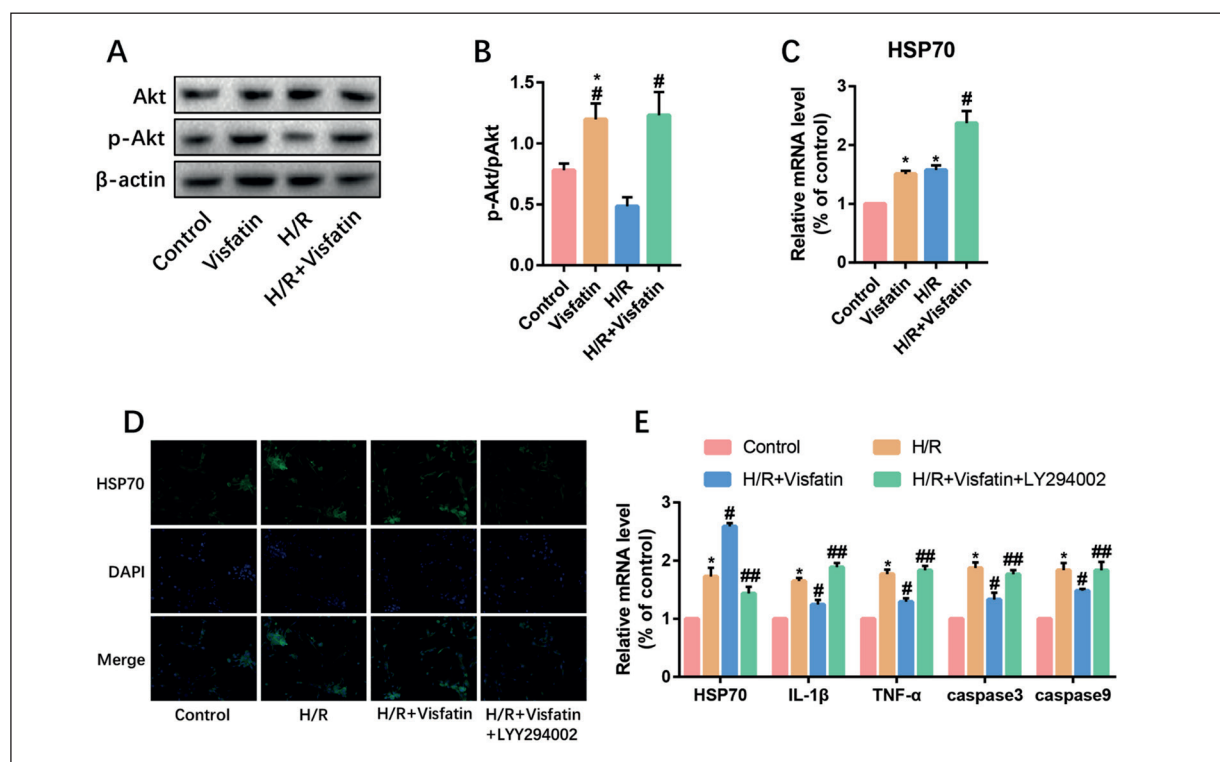 A
Akt
p-Akt
β-actin
Control
Visfatin
H/R
H/R+Visfatin
B
p-Akt/pAkt
1.5
1.0
0.5
0.0
*
#
#
Control
Visfatin
H/R
H/R+Visfatin
C
HSP70
Relative mRNA level
(% of control)
3
2
1
0
*
*
#
Control
Visfatin
H/R
H/R+Visfatin
D
HSP70
DAPI
Merge
Control
H/R
H/R+Visfatin
H/R+Visfatin
+LYY294002
E
Control
H/R
H/R+Visfatin
H/R+Visfatin+LY294002
Relative mRNA level
(% of control)
3
2
1
0
* # ##
* # ##
* # ##
* # ##
* # ##
HSP70
IL-1β
TNF-α
caspase3
caspase9